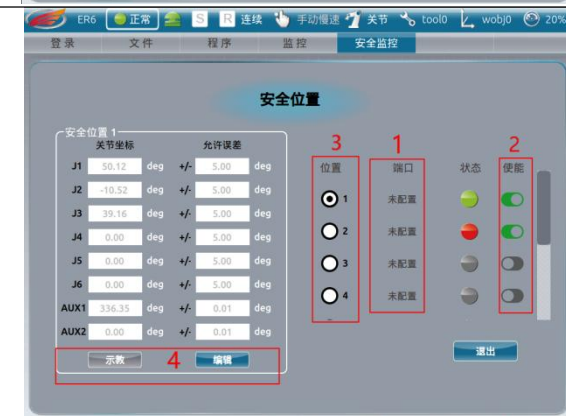 ER6 正常 S R 连续 手动慢速 关节 tool0 wobj0 20%
登录 文件 程序 监控 安全监控
安全位置
安全位置 1
关节坐标 允许误差
J1 50.12 deg +/- 5.00 deg
J2 -10.52 deg +/- 5.00 deg
J3 39.16 deg +/- 5.00 deg
J4 0.00 deg +/- 5.00 deg
J5 0.00 deg +/- 5.00 deg
J6 0.00 deg +/- 5.00 deg
AUX1 336.35 deg +/- 0.01 deg
AUX2 0.00 deg +/- 0.01 deg
示教 4 编辑
3 1 2
位置 端口 状态 使能
1 未配置
2 未配置
3 未配置
4 未配置
退出